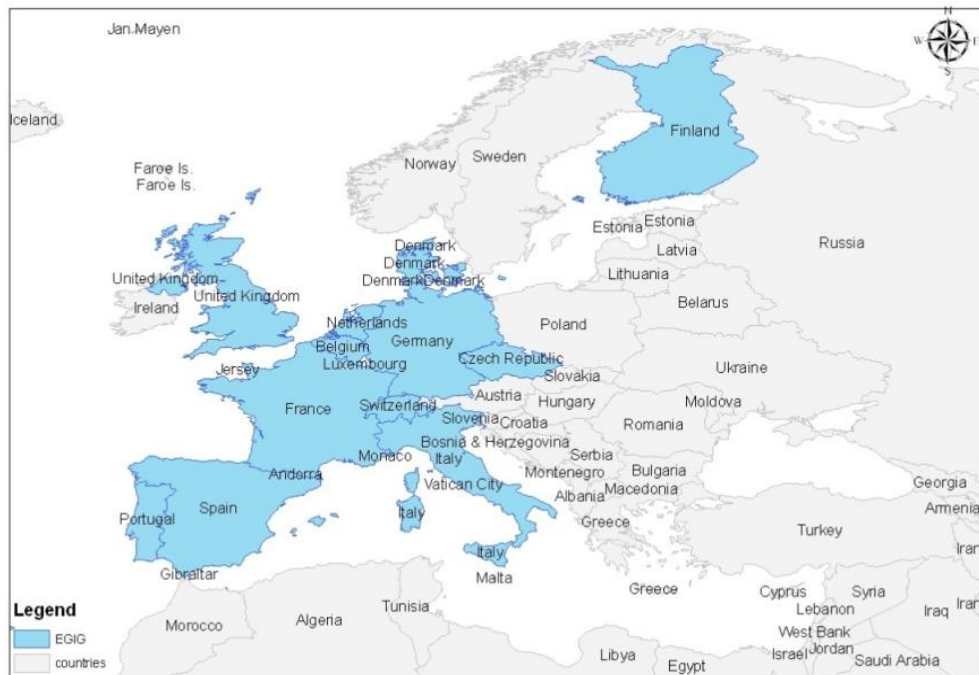 Jan Mayen
N
W
E
S
Iceland
Finland
Norway
Sweden
Faroe Is.
Faroe Is.
Estonia
Estonia
Russia
Latvia
Denmark
Denmark
Denmark
Denmark
Lithuania
United Kingdom
United Kingdom
Ireland
Belarus
Netherlands
Poland
Germany
Belgium
Czech Republic
Luxembourg
Jersey
Ukraine
Slovakia
Austria
Hungary
Moldova
France
Switzerland
Slovenia
Croatia
Romania
Bosnia & Herzegovina
Monaco
Italy
Serbia
Andorra
Montenegro
Bulgaria
Vatican City
Macedonia
Georgia
Albania
Spain
Portugal
Italy
Greece
Turkey
Armenia
Italy
Iran
Gibraltar
Malta
Greece
Cyprus
Syria
Iran
Legend
EGIG
countries
Tunisia
Lebanon
Iraq
Morocco
Algeria
West Bank
Jordan
Israel
Libya
Egypt
Saudi Arabia